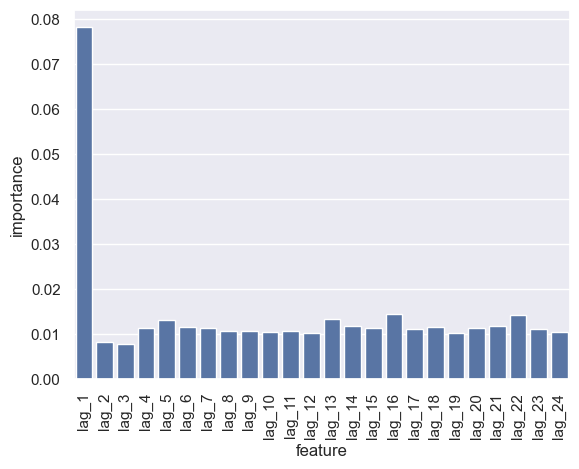 0.08
0.07
0.06
0.05
0.04
0.03
0.02
0.01
0.00
importance
lag_1
lag_2
lag_3
lag_4
lag_5
lag_6
lag_7
lag_8
lag_9
lag_10
lag_11
lag_12
lag_13
lag_14
lag_15
lag_16
lag_17
lag_18
lag_19
lag_20
lag_21
lag_22
lag_23
lag_24
feature